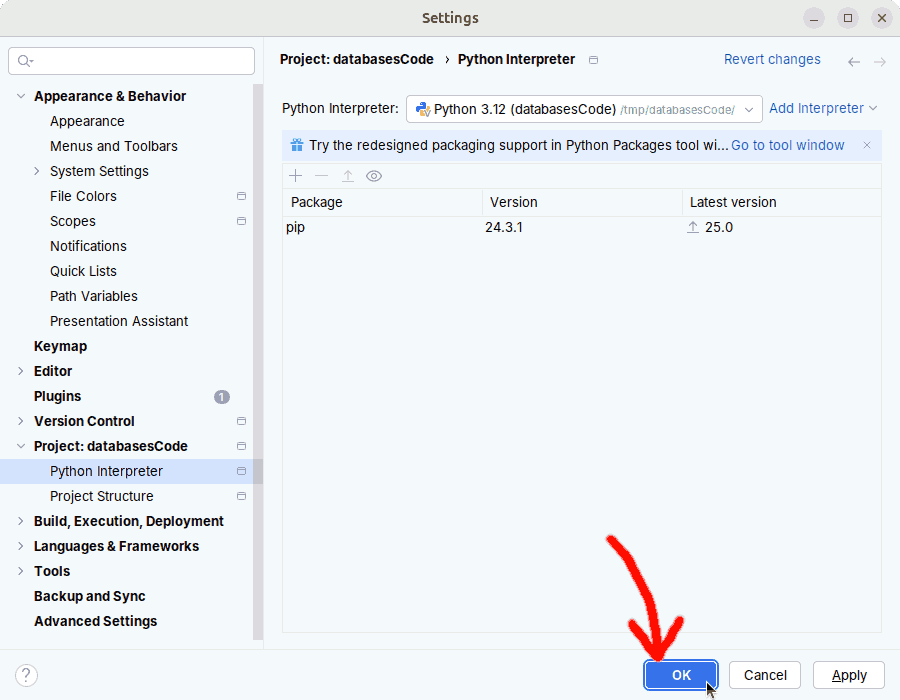 Settings
Project: databasesCode › Python Interpreter Revert changes
Python Interpreter: Python 3.12 (databasesCode) /tmp/databasesCode/ Add Interpreter
Try the redesigned packaging support in Python Packages tool wi... Go to tool window
Package Version Latest version
pip 24.3.1 25.0
Appearance & Behavior
Appearance
Menus and Toolbars
System Settings
File Colors
Scopes
Notifications
Quick Lists
Path Variables
Presentation Assistant
Keymap
Editor
Plugins 1
Version Control
Project: databasesCode
Python Interpreter
Project Structure
Build, Execution, Deployment
Languages & Frameworks
Tools
Backup and Sync
Advanced Settings
? OK Cancel Apply